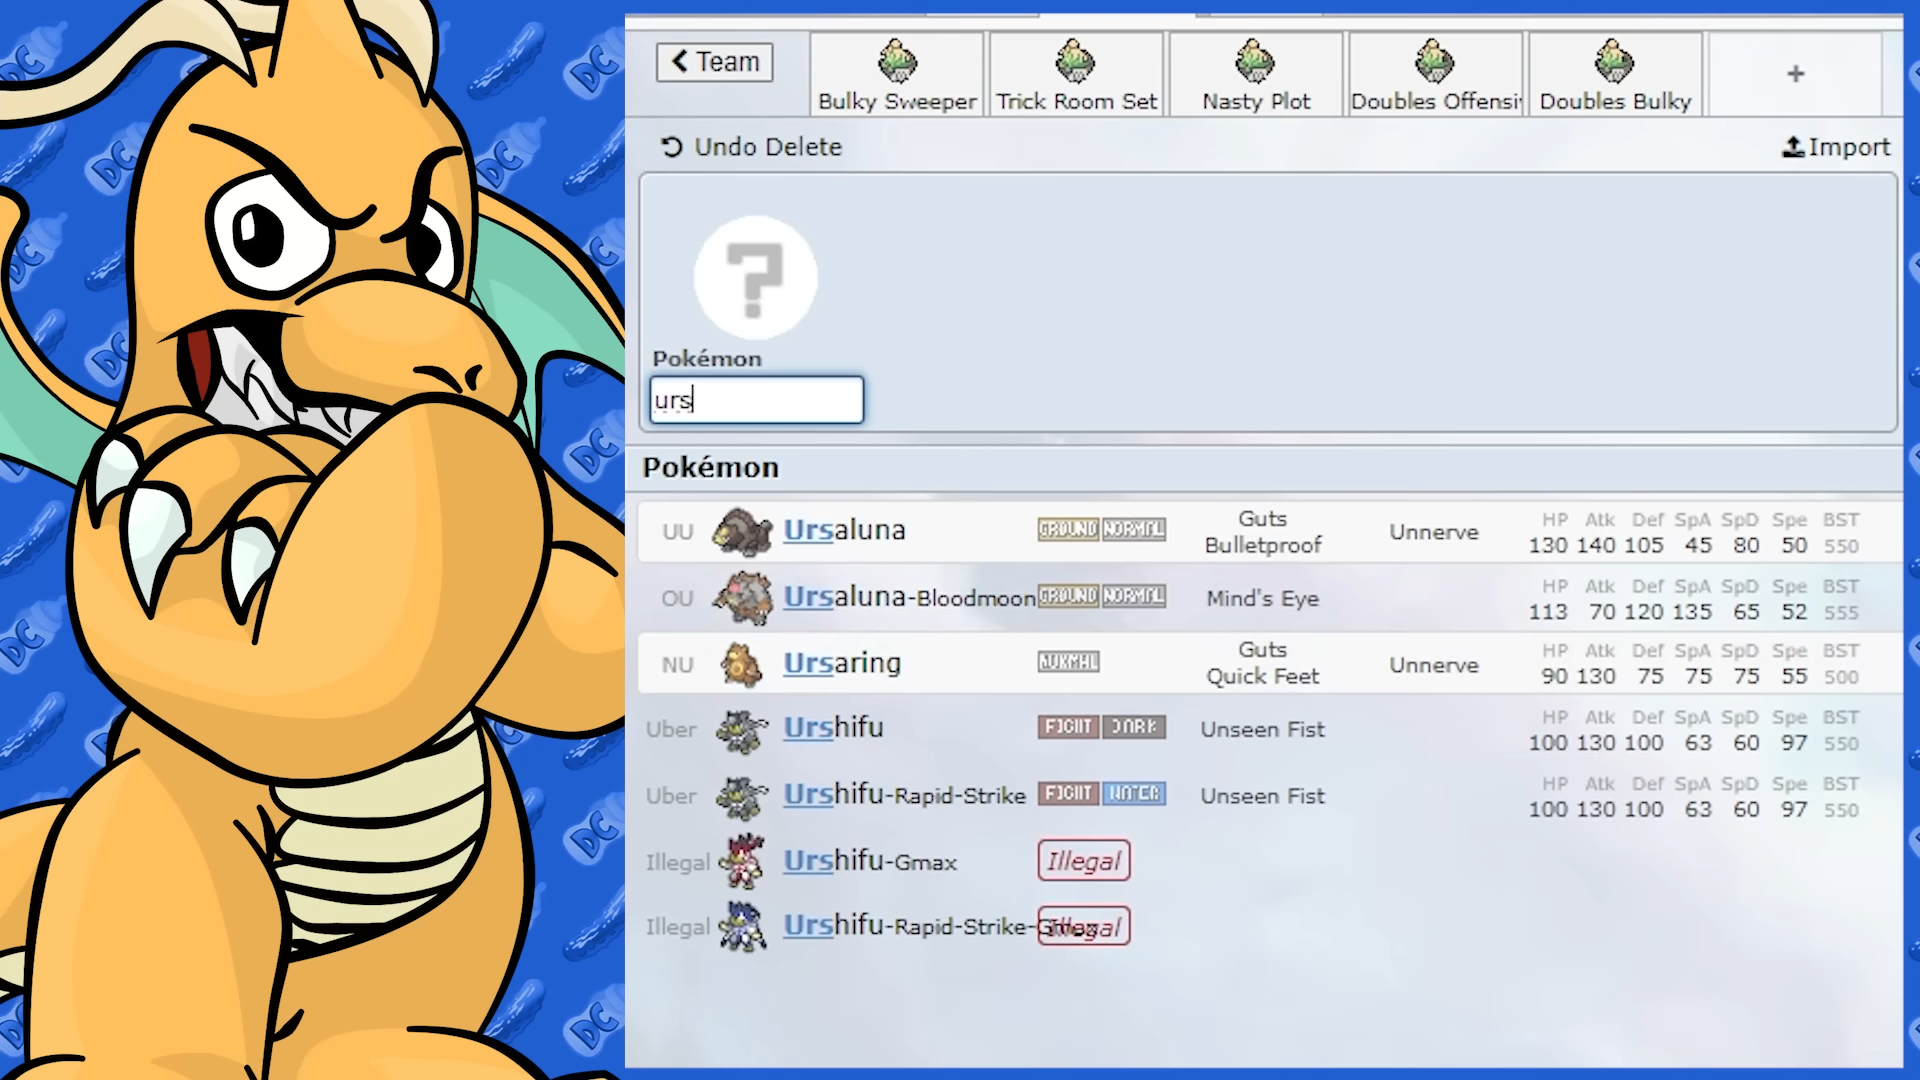 Team
Bulky Sweeper
Trick Room Set
Nasty Plot
Doubles Offensi
Doubles Bulky
+
Undo Delete
Import
?
Pokémon
urs
Pokémon
UU Ursaluna GROUND NORMAL Guts Bulletproof Unnerve HP 130 Atk 140 Def 105 SpA 45 SpD 80 Spe 50 BST 550
OU Ursaluna-Bloodmoon GROUND NORMAL Mind's Eye HP 113 Atk 70 Def 120 SpA 135 SpD 65 Spe 52 BST 555
NU Ursaring NORMAL Guts Quick Feet Unnerve HP 90 Atk 130 Def 75 SpA 75 SpD 75 Spe 55 BST 500
Uber Urshifu FIGHT DARK Unseen Fist HP 100 Atk 130 Def 100 SpA 63 SpD 60 Spe 97 BST 550
Uber Urshifu-Rapid-Strike FIGHT WATER Unseen Fist HP 100 Atk 130 Def 100 SpA 63 SpD 60 Spe 97 BST 550
Illegal Urshifu-Gmax Illegal
Illegal Urshifu-Rapid-Strike-Gmax Illegal
DC